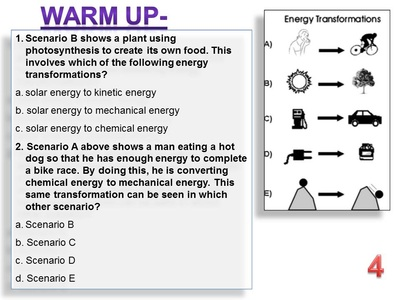 WARM UP-
1. Scenario B shows a plant using
photosynthesis to create its own food. This
involves which of the following energy
transformations?
a. solar energy to kinetic energy
b. solar energy to mechanical energy
c. solar energy to chemical energy
2. Scenario A above shows a man eating a hot
dog so that he has enough energy to complete
a bike race. By doing this, he is converting
chemical energy to mechanical energy. This
same transformation can be seen in which
other scenario?
a. Scenario B
b. Scenario C
c. Scenario D
d. Scenario E
Energy Transformations
A)
B)
C)
D)
E)
4